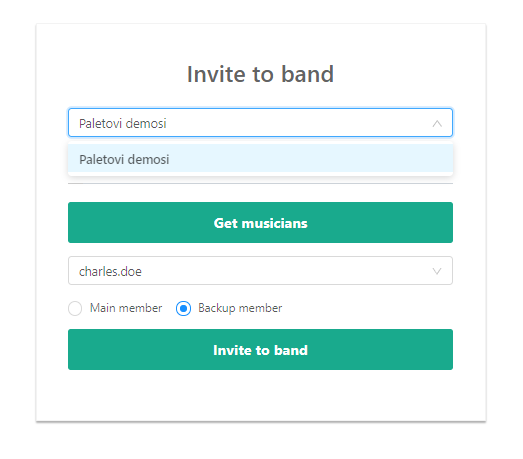 Invite to band
Paletovi demosi
Paletovi demosi
Get musicians
charles.doe
Main member Backup member
Invite to band